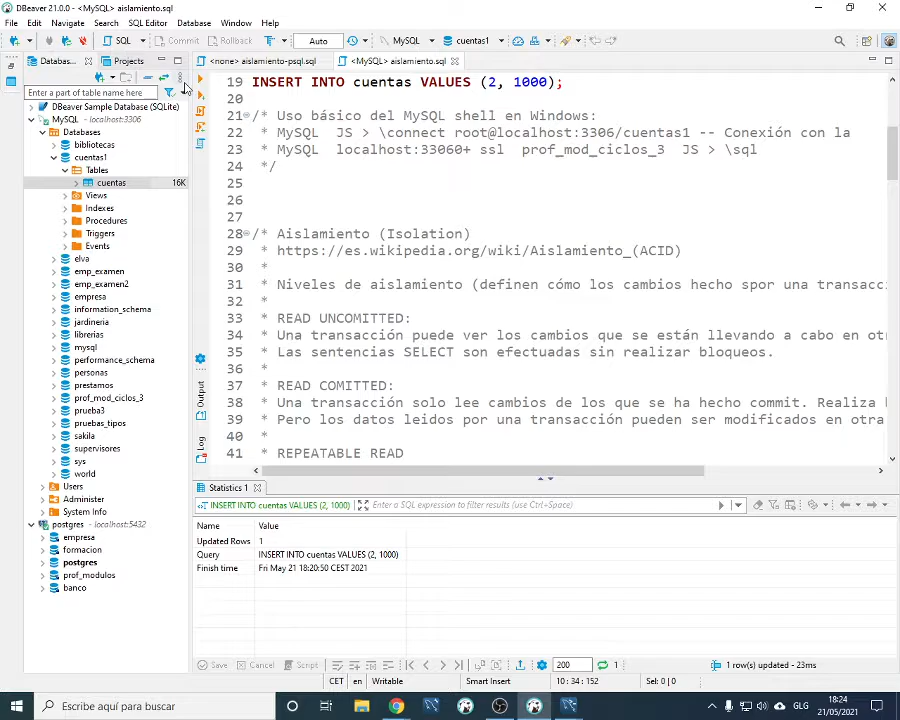 DBeaver 21.0.0 - <MySQL> aislamiento.sql
File Edit Navigate Search SQL Editor Database Window Help
SQL Commit Rollback Auto MySQL cuentas1
Databas... Projects
<none> aislamiento-psql.sql <MySQL> aislamiento.sql
Enter a part of table name here
DBeaver Sample Database (SQLite)
MySQL - localhost:3306
Databases
bibliotecas
cuentas1
Tables
cuentas 16K
Views
Indexes
Procedures
Triggers
Events
elva
emp_examen
emp_examen2
empresa
information_schema
jardineria
librerias
mysql
performance_schema
personas
prestamos
prof_mod_ciclos_3
prueba3
pruebas_tipos
sakila
supervisores
sys
world
Users
Administer
System Info
postgres - localhost:5432
empresa
formacion
postgres
prof_modulos
banco
19 INSERT INTO cuentas VALUES (2, 1000);
20
21 /* Uso básico del MySQL shell en Windows:
22 * MySQL JS > \connect root@localhost:3306/cuentas1 -- Conexión con la
23 * MySQL localhost:33060+ ssl prof_mod_ciclos_3 JS > \sql
24 */
25
26
27
28 /* Aislamiento (Isolation)
29 * https://es.wikipedia.org/wiki/Aislamiento_(ACID)
30 *
31 * Niveles de aislamiento (definen cómo los cambios hecho spor una transacci
32 *
33 * READ UNCOMITTED:
34 * Una transacción puede ver los cambios que se están llevando a cabo en otr
35 * Las sentencias SELECT son efectuadas sin realizar bloqueos.
36 *
37 * READ COMITTED:
38 * Una transacción solo lee cambios de los que se ha hecho commit. Realiza b
39 * Pero los datos leidos por una transacción pueden ser modificados en otra
40 *
41 * REPEATABLE READ
Output
Log
Statistics 1
INSERT INTO cuentas VALUES (2, 1000) Enter a SQL expression to filter results (use Ctrl+Space)
Name Value
Updated Rows 1
Query INSERT INTO cuentas VALUES (2, 1000)
Finish time Fri May 21 18:20:50 CEST 2021
Save Cancel Script 200 1 1 row(s) updated - 23ms
CET en Writable Smart Insert 10 : 34 : 152 Sel: 0 | 0
Escribe aquí para buscar
GLG
18:24
21/05/2021